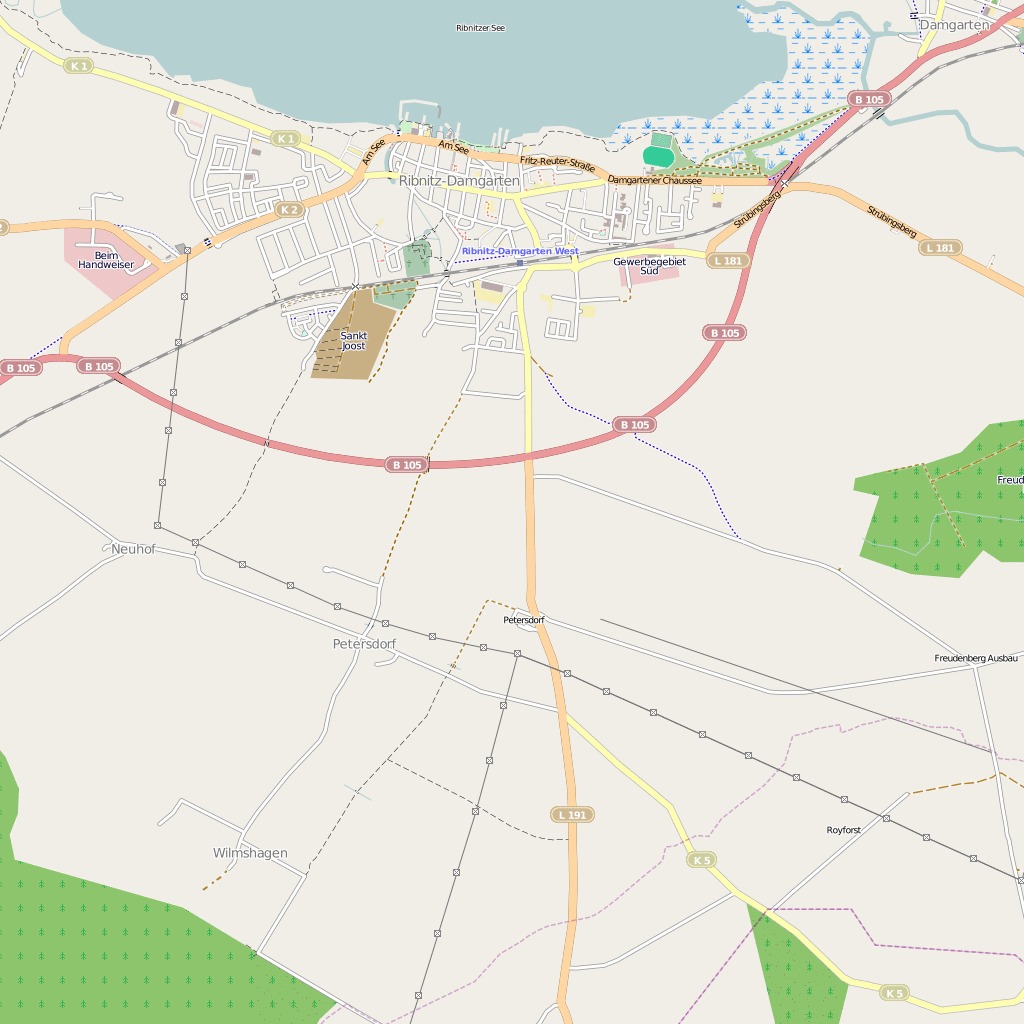 Ribnitzer See
Damgarten
K 1
B 105
K 1
Am See
Am See
Fritz-Reuter-Straße
Damgartener Chaussee
Ribnitz-Damgarten
K 2
Strübingsberg
Strübingsberg
L 181
Beim
Handweiser
Ribnitz-Damgarten West
Gewerbegebiet
Süd
L 181
Sankt
Joost
B 105
B 105
B 105
B 105
B 105
Freud
Neuhof
Petersdorf
Petersdorf
Freudenberg Ausbau
L 191
Royforst
Wilmshagen
K 5
K 5